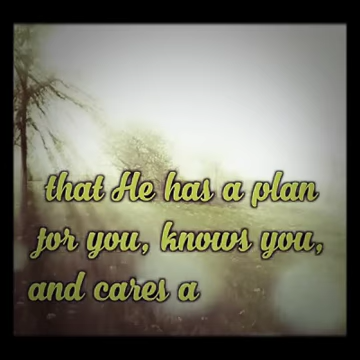 that He has a plan
for you, knows you,
and cares a